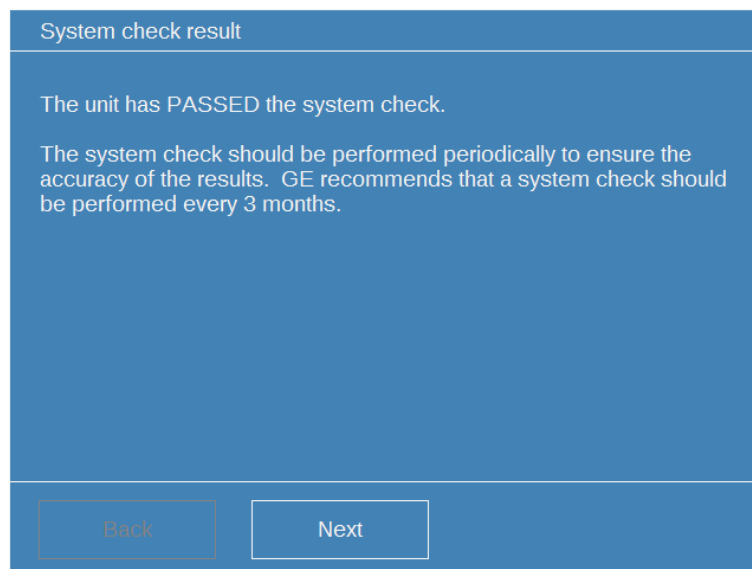 System check result
The unit has PASSED the system check.
The system check should be performed periodically to ensure the
accuracy of the results.  GE recommends that a system check should
be performed every 3 months.
Back
Next